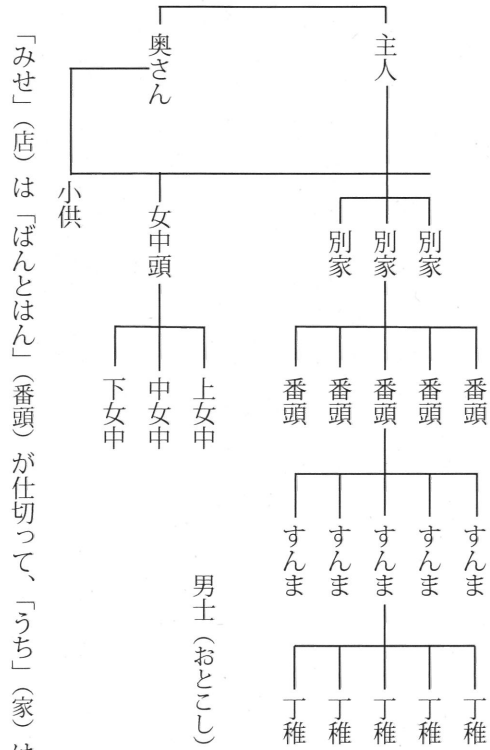 主人
奥さん
別家
別家
別家
女中頭
小供
番頭
番頭
番頭
番頭
番頭
上女中
中女中
下女中
すんま
すんま
すんま
すんま
すんま
男士（おとこし）
丁稚
丁稚
丁稚
丁稚
丁稚
「みせ」（店）は「ばんとはん」（番頭）が仕切って、「うち」（家）は